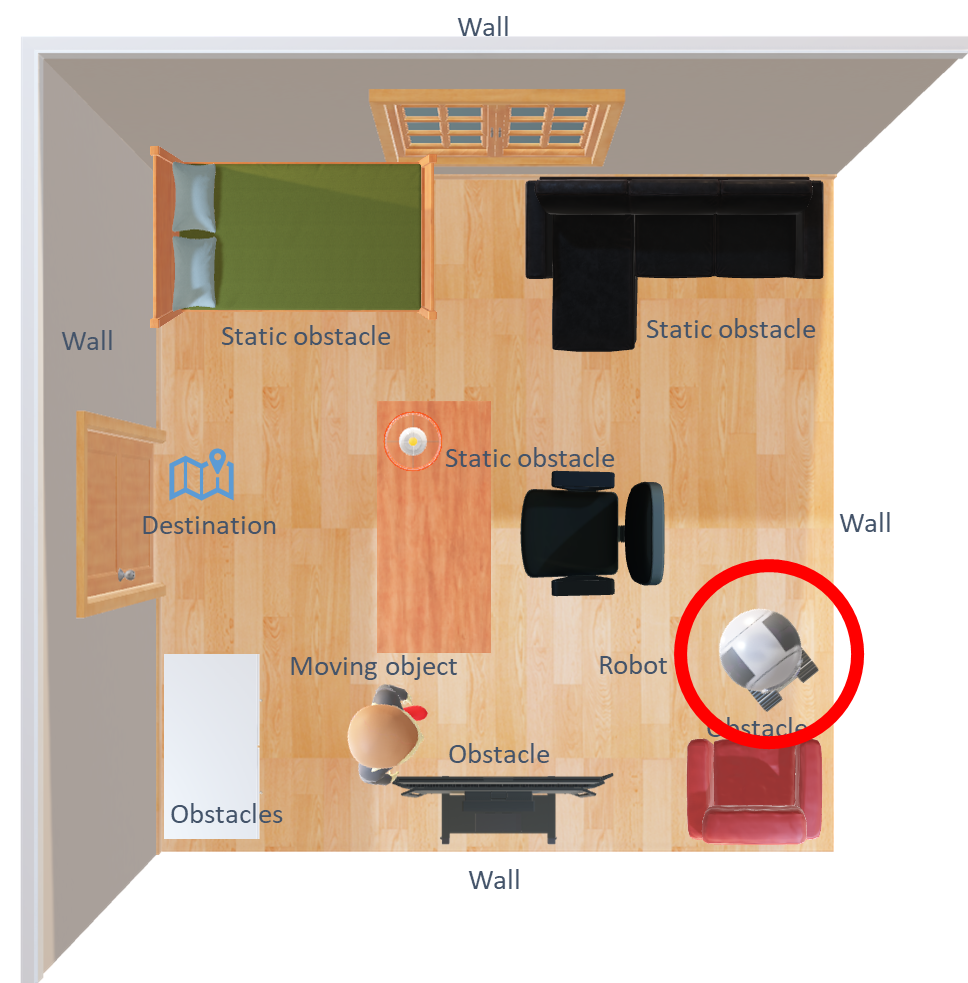 Wall
Static obstacle
Static obstacle
Wall
Static obstacle
Destination
Wall
Moving object
Robot
Obstacle
Obstacle
Obstacles
Wall